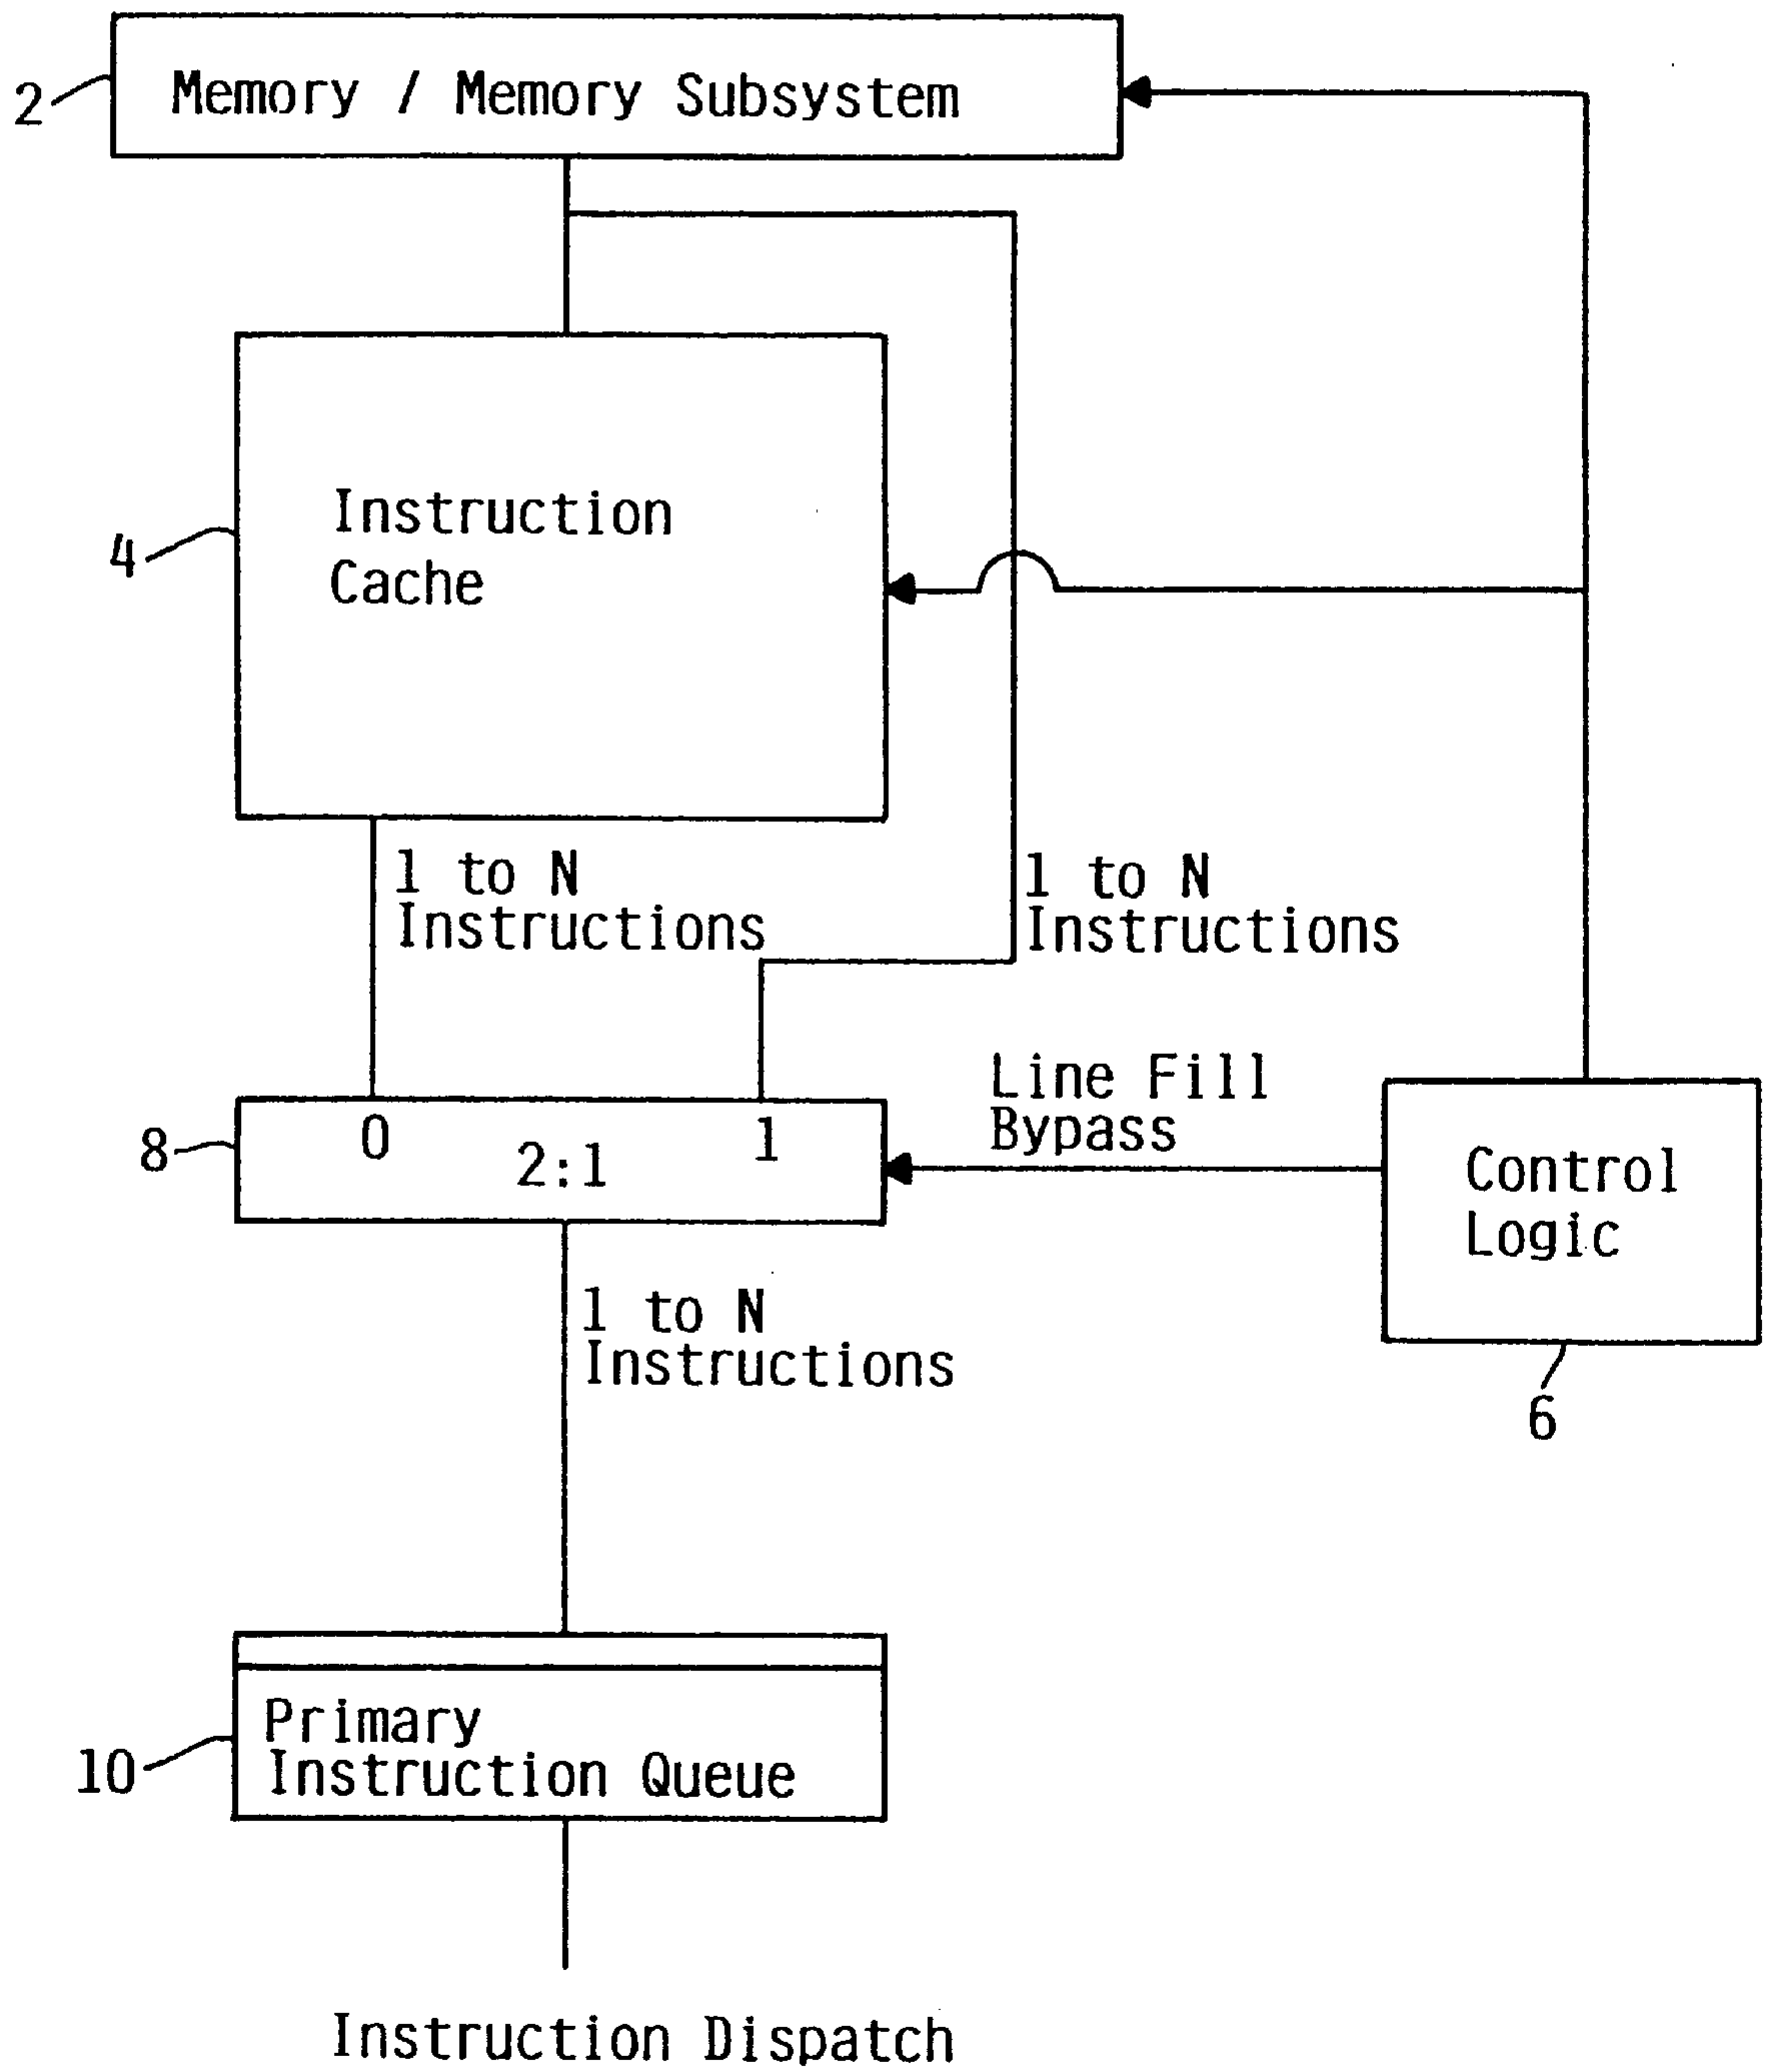 2
Memory / Memory Subsystem
4
Instruction
Cache
1 to N
Instructions
1 to N
Instructions
Line Fill
Bypass
8
0
2:1
1
Control
Logic
6
1 to N
Instructions
10
Primary
Instruction Queue
Instruction Dispatch